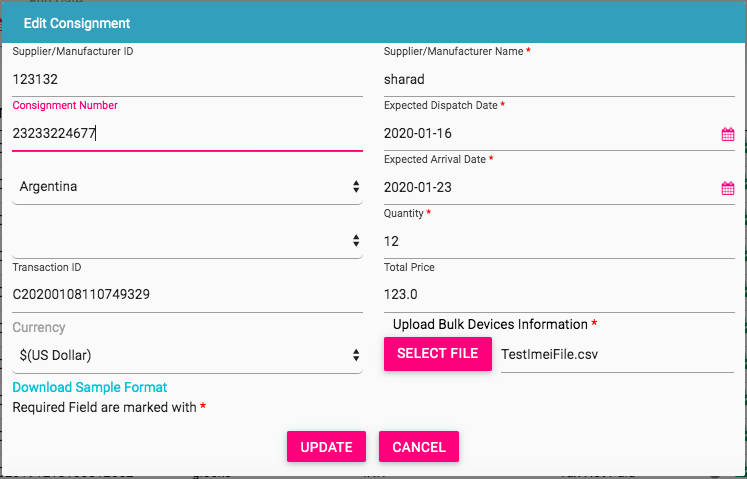 Edit Consignment
Supplier/Manufacturer ID
123132
Supplier/Manufacturer Name *
sharad
Consignment Number
23233224677
Expected Dispatch Date *
2020-01-16
Argentina
Expected Arrival Date *
2020-01-23
Quantity *
12
Transaction ID
C20200108110749329
Total Price
123.0
Currency
$(US Dollar)
Upload Bulk Devices Information *
SELECT FILE
TestImeiFile.csv
Download Sample Format
Required Field are marked with *
UPDATE
CANCEL